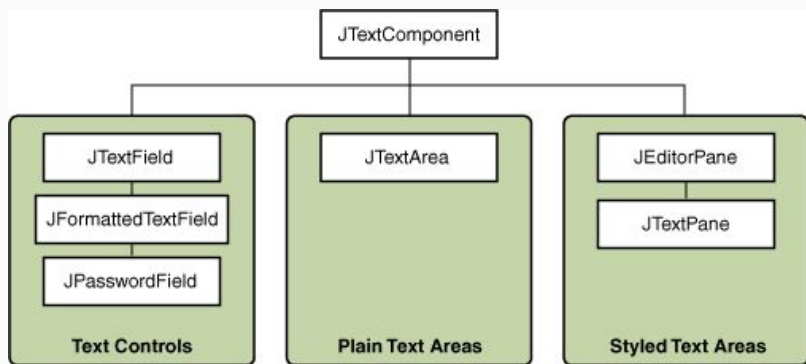 JTextComponent
JTextField
JFormattedTextField
JPasswordField
Text Controls
JTextArea
Plain Text Areas
JEditorPane
JTextPane
Styled Text Areas